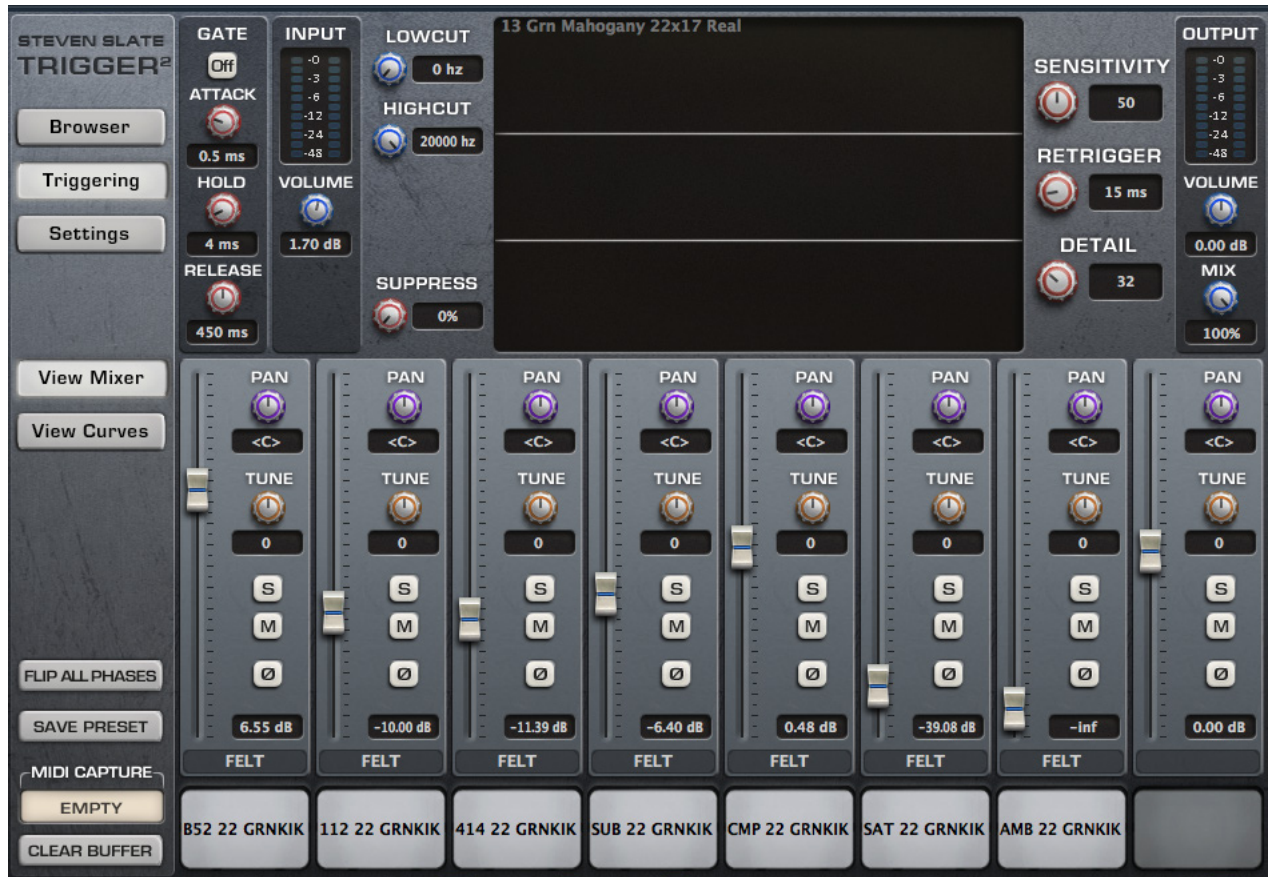 STEVEN SLATE
TRIGGER²
Browser
Triggering
Settings
View Mixer
View Curves
FLIP ALL PHASES
SAVE PRESET
MIDI CAPTURE
EMPTY
CLEAR BUFFER
GATE
Off
ATTACK
0.5 ms
HOLD
4 ms
RELEASE
450 ms
INPUT
-0
-3
-6
-12
-24
-48
VOLUME
1.70 dB
LOWCUT
0 hz
HIGHCUT
20000 hz
SUPPRESS
0%
13 Grn Mahogany 22x17 Real
SENSITIVITY
50
RETRIGGER
15 ms
DETAIL
32
OUTPUT
-0
-3
-6
-12
-24
-48
VOLUME
0.00 dB
MIX
100%
PAN
<C>
TUNE
0
S
M
Ø
6.55 dB
FELT
B52 22 GRNKIK
PAN
<C>
TUNE
0
S
M
Ø
-10.00 dB
FELT
112 22 GRNKIK
PAN
<C>
TUNE
0
S
M
Ø
-11.39 dB
FELT
414 22 GRNKIK
PAN
<C>
TUNE
0
S
M
Ø
-6.40 dB
FELT
SUB 22 GRNKIK
PAN
<C>
TUNE
0
S
M
Ø
0.48 dB
FELT
CMP 22 GRNKIK
PAN
<C>
TUNE
0
S
M
Ø
-39.08 dB
FELT
SAT 22 GRNKIK
PAN
<C>
TUNE
0
S
M
Ø
-inf
FELT
AMB 22 GRNKIK
PAN
<C>
TUNE
0
S
M
Ø
0.00 dB